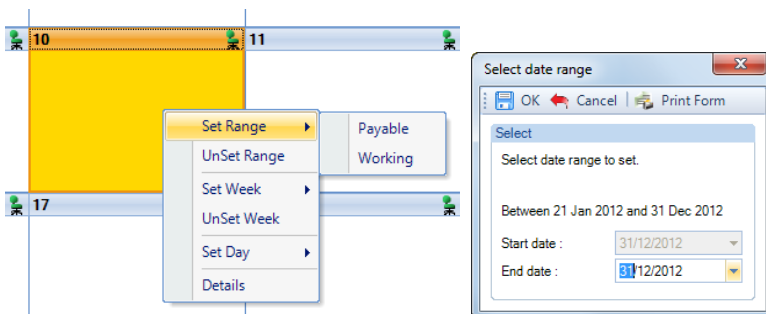 10
11
Set Range
UnSet Range
Set Week
UnSet Week
Set Day
Details
Payable
Working
17
Select date range
OK Cancel Print Form
Select
Select date range to set.
Between 21 Jan 2012 and 31 Dec 2012
Start date : 31/12/2012
End date : 31/12/2012